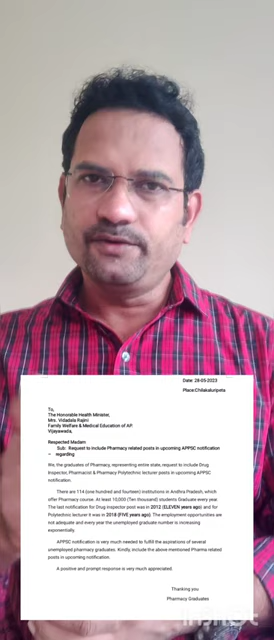 Date: 28-05-2023
Place:Chilakaluripeta
To,
The Honorable Health Minister,
Mrs. Vidadala Rajini
Family Welfare & Medical Education of AP.
Vijayawada,
Respected Madam
Sub: Request to include Pharmacy related posts in upcoming APPSC notification
– regarding
We, the graduates of Pharmacy, representing entire state, request to include Drug
Inspector, Pharmacist & Pharmacy Polytechnic lecturer posts in upcoming APPSC
notification.
There are 114 (one hundred and fourteen) institutions in Andhra Pradesh, which
offer Pharmacy course. At least 10,000 (Ten thousand) students Graduate every year.
The last notification for Drug inspector post was in 2012 (ELEVEN years ago) and for
Polytechnic lecturer it was in 2018 (FIVE years ago). The employment opportunities are
not adequate and every year the unemployed graduate number is increasing
exponentially.
APPSC notification is very much needed to fulfill the aspirations of several
unemployed pharmacy graduates. Kindly, include the above mentioned Pharma related
posts in upcoming notification.
A positive and prompt response is very much appreciated.
Thanking you
Pharmacy Graduates